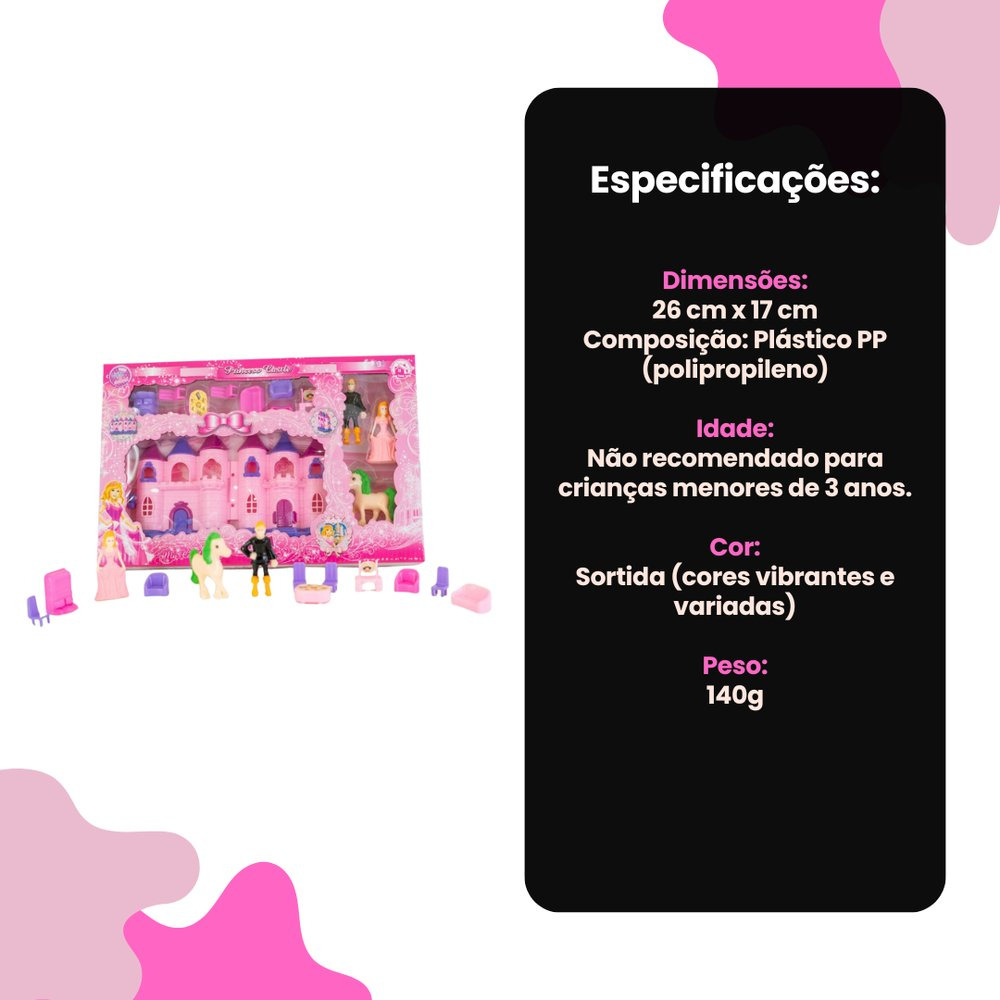 Especificações:
Dimensões:
26 cm x 17 cm
Composição: Plástico PP
(polipropileno)
Idade:
Não recomendado para
crianças menores de 3 anos.
Cor:
Sortida (cores vibrantes e
variadas)
Peso:
140g